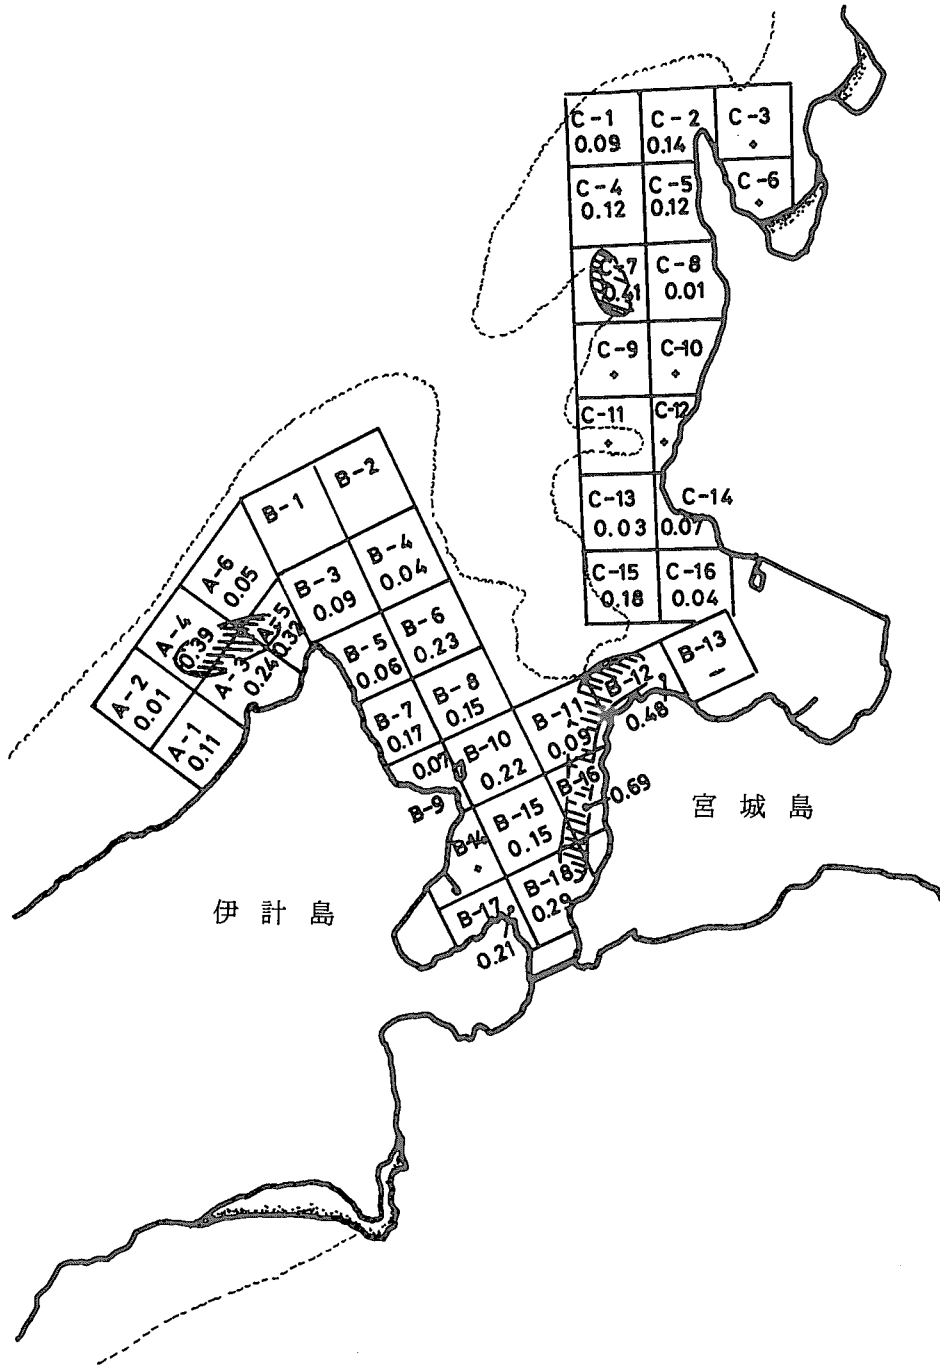 C-1
0.09
C-2
0.14
C-3
C-4
0.12
C-5
0.12
C-6
C-7
0.41
C-8
0.01
C-9
C-10
C-11
C-12
C-13
0.03
C-14
0.07
C-15
0.18
C-16
0.04
B-1
B-2
B-3
0.09
B-4
0.04
B-5
0.06
B-6
0.23
B-7
0.17
B-8
0.15
0.07
B-9
B-10
0.22
B-11
0.09
B-12
0.48
B-13
B-14
B-15
0.15
B-16
0.69
B-17
0.21
B-18
0.29
A-6
0.05
A-5
0.32
A-4
0.39
A-3
0.24
A-2
0.01
A-1
0.11
宮城島
伊計島